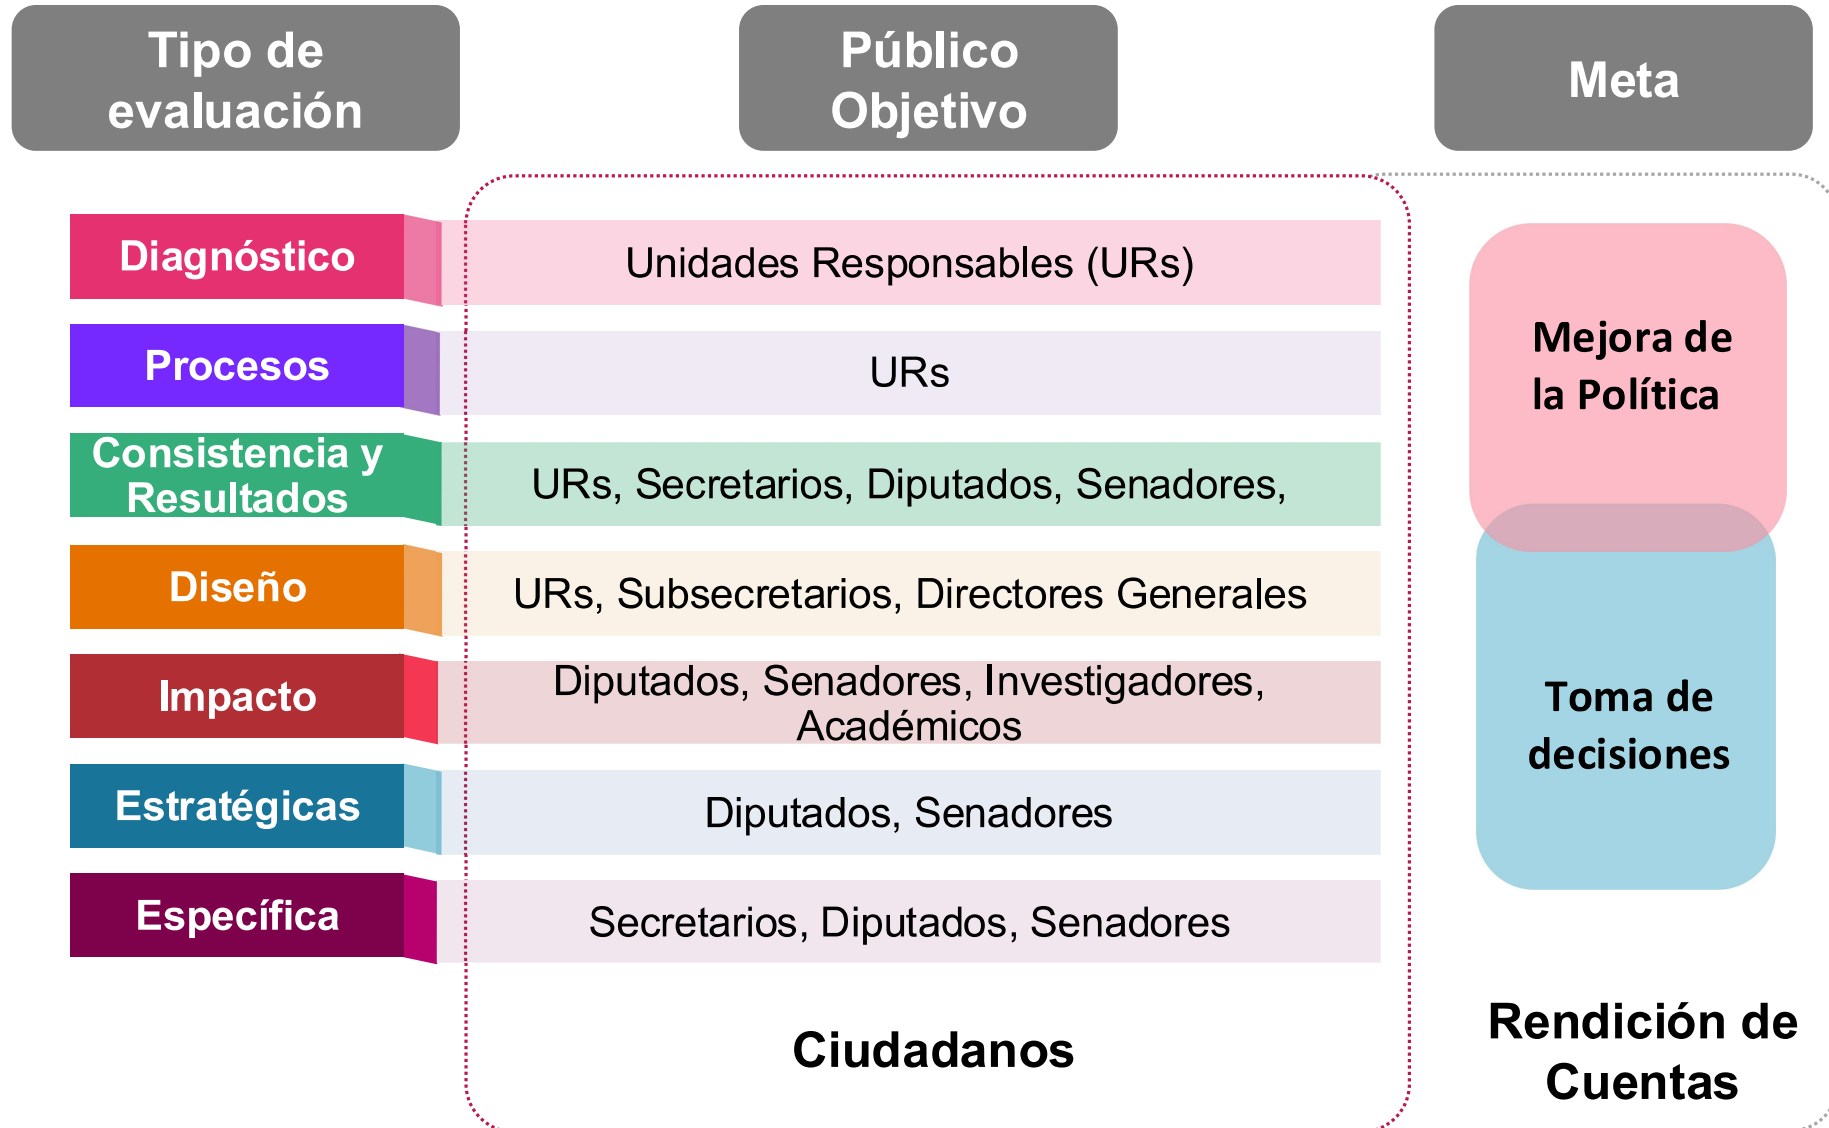 Tipo de
evaluación
Público
Objetivo
Meta
Diagnóstico
Unidades Responsables (URs)
Procesos
URs
Consistencia y
Resultados
URs, Secretarios, Diputados, Senadores,
Diseño
URs, Subsecretarios, Directores Generales
Impacto
Diputados, Senadores, Investigadores,
Académicos
Estratégicas
Diputados, Senadores
Específica
Secretarios, Diputados, Senadores
Ciudadanos
Mejora de
la Política
Toma de
decisiones
Rendición de
Cuentas